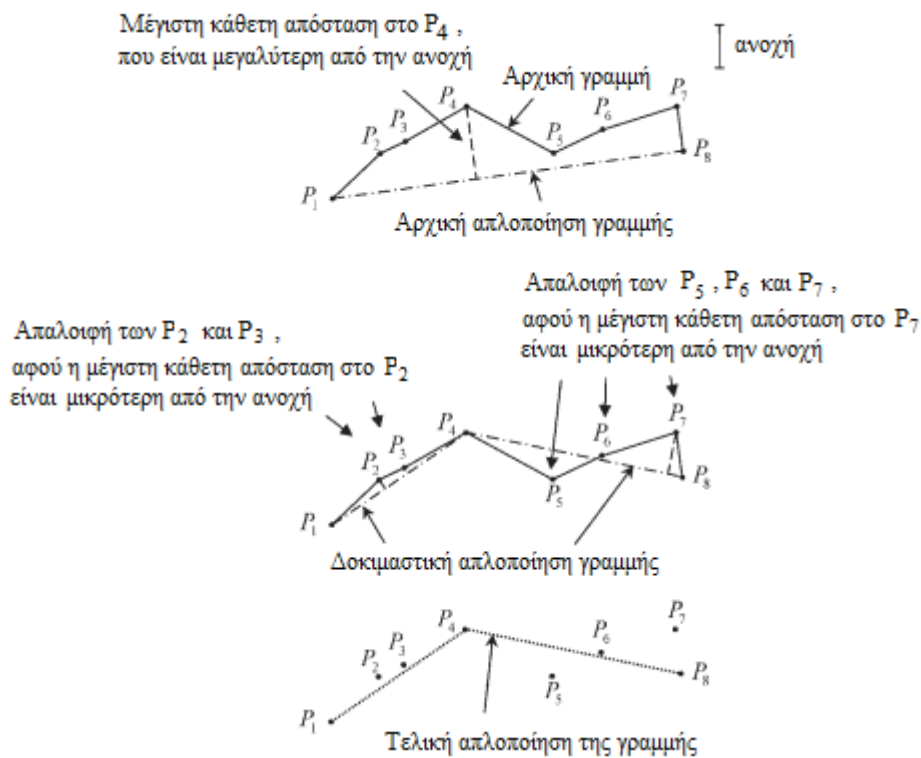 Μέγιστη κάθετη απόσταση στο P4 ,
που είναι μεγαλύτερη από την ανοχή
ανοχή
Αρχική γραμμή
P7
P4
P6
P3
P5
P2
P8
P1
Αρχική απλοποίηση γραμμής
Απαλοιφή των P5 , P6 και P7 ,
αφού η μέγιστη κάθετη απόσταση στο P7
είναι μικρότερη από την ανοχή
Απαλοιφή των P2 και P3 ,
αφού η μέγιστη κάθετη απόσταση στο P2
είναι μικρότερη από την ανοχή
P4
P7
P6
P3
P2
P8
P5
P1
Δοκιμαστική απλοποίηση γραμμής
P7
P4
P6
P3
P2
P8
P5
P1
Τελική απλοποίηση της γραμμής